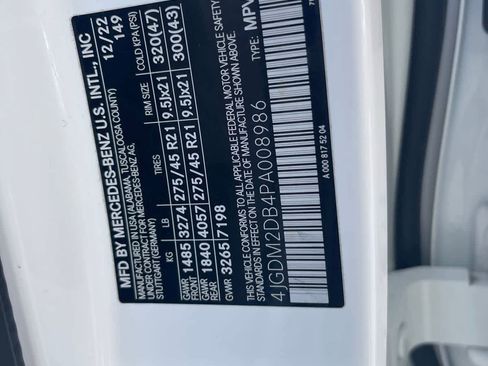 MFD BY MERCEDES-BENZ U.S. INTL., INC
MANUFACTURED IN USA (ALABAMA, TUSCALOOSA COUNTY)
UNDER CONTRACT FOR MERCEDES-BENZ AG,
STUTTGART (GERMANY)
12/22
149
KG LB TIRES RIM SIZE COLD KPA (PSI)
GAWR FRONT 1485 3274 275/45 R21 9.5Jx21 320(47)
GAWR REAR 1840 4057 275/45 R21 9.5Jx21 300(43)
GVWR 3265 7198
THIS VEHICLE CONFORMS TO ALL APPLICABLE FEDERAL MOTOR VEHICLE SAFETY
STANDARDS IN EFFECT ON THE DATE OF MANUFACTURE SHOWN ABOVE.
4JGDM2DB4PA008986 TYPE: MPV
A 000 817 52 04